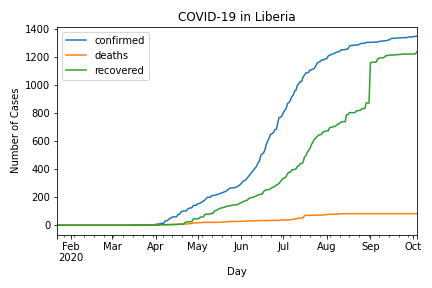 COVID-19 in Liberia
confirmed
deaths
recovered
Number of Cases
1400
1200
1000
800
600
400
200
0
Feb Mar Apr May Jun Jul Aug Sep Oct
2020
Day